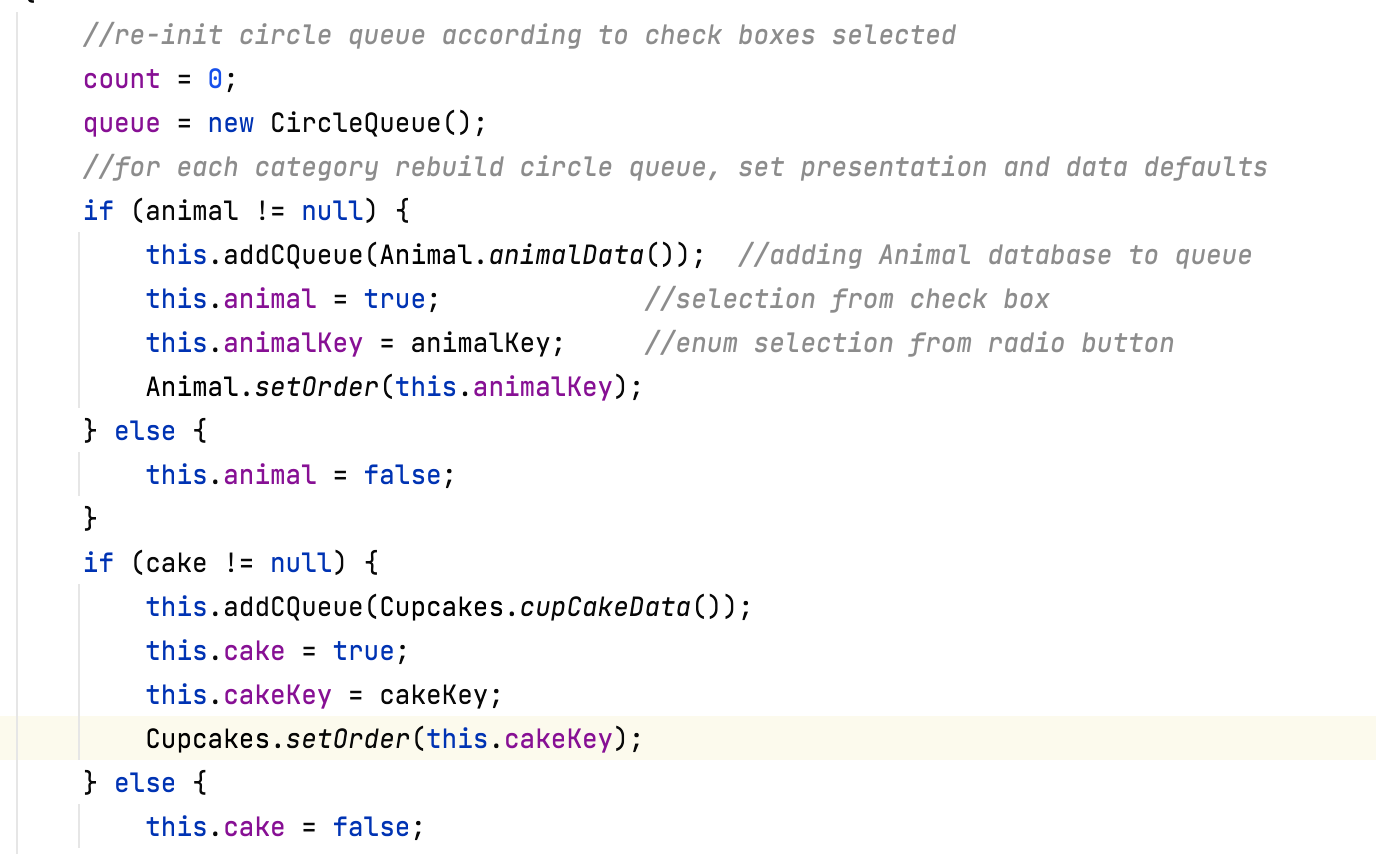 //re-init circle queue according to check boxes selected
count = 0;
queue = new CircleQueue();
//for each category rebuild circle queue, set presentation and data defaults
if (animal != null) {
    this.addCQueue(Animal.animalData());  //adding Animal database to queue
    this.animal = true;             //selection from check box
    this.animalKey = animalKey;     //enum selection from radio button
    Animal.setOrder(this.animalKey);
} else {
    this.animal = false;
}
if (cake != null) {
    this.addCQueue(Cupcakes.cupCakeData());
    this.cake = true;
    this.cakeKey = cakeKey;
    Cupcakes.setOrder(this.cakeKey);
} else {
    this.cake = false;